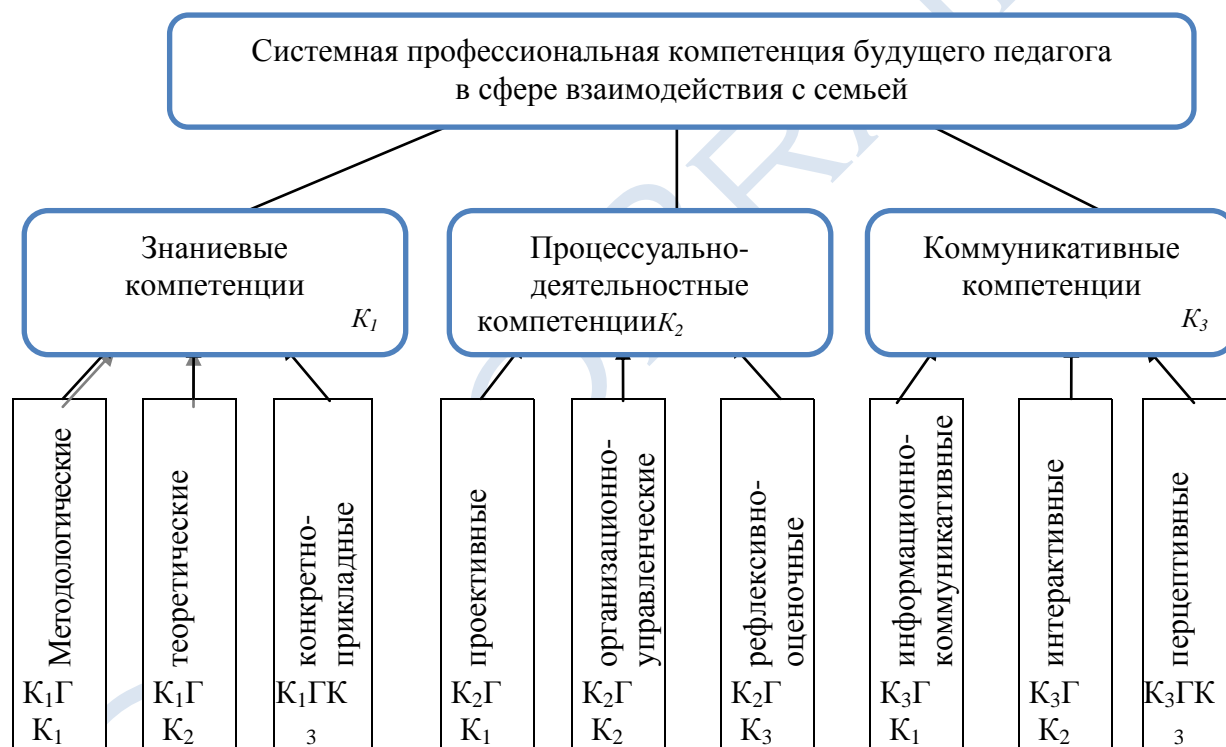 Системная профессиональная компетенция будущего педагога
в сфере взаимодействия с семьей
Знаниевые
компетенции
К1
Процессуально-
деятельностные
компетенцииК2
Коммуникативные
компетенции
К3
Методологические
К1Г
К1
теоретические
К1Г
К2
конкретно-
прикладные
К1ГК
3
проективные
К2Г
К1
организационно-
управленческие
К2Г
К2
рефлексивно-
оценочные
К2Г
К3
информационно-
коммуникативные
К3Г
К1
интерактивные
К3Г
К2
перцептивные
К3ГК
3